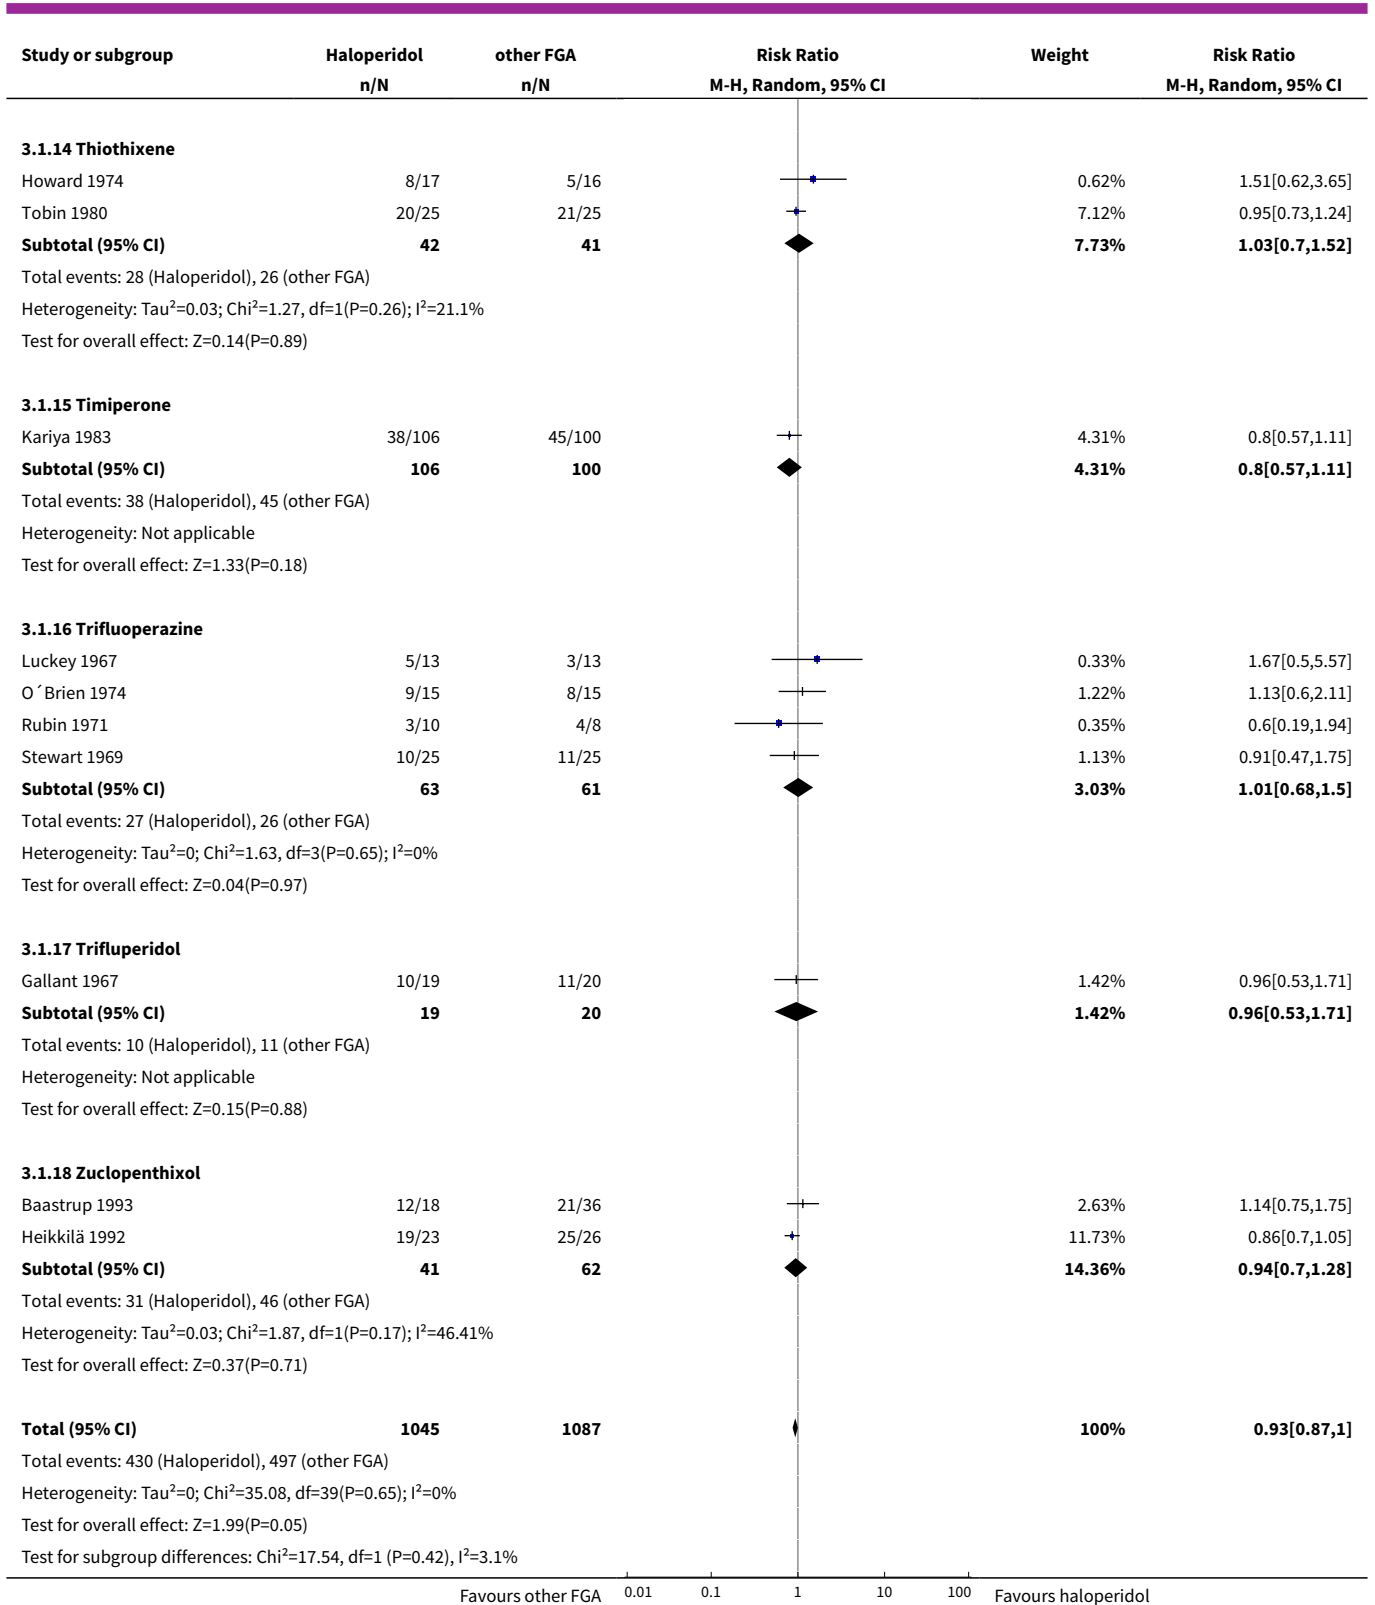 Study or subgroup Haloperidol other FGA Risk Ratio Weight Risk Ratio
n/N n/N M-H, Random, 95% CI M-H, Random, 95% CI
3.1.14 Thiothixene
Howard 1974 8/17 5/16 0.62% 1.51[0.62,3.65]
Tobin 1980 20/25 21/25 7.12% 0.95[0.73,1.24]
Subtotal (95% CI) 42 41 7.73% 1.03[0.7,1.52]
Total events: 28 (Haloperidol), 26 (other FGA)
Heterogeneity: Tau²=0.03; Chi²=1.27, df=1(P=0.26); I²=21.1%
Test for overall effect: Z=0.14(P=0.89)
3.1.15 Timiperone
Kariya 1983 38/106 45/100 4.31% 0.8[0.57,1.11]
Subtotal (95% CI) 106 100 4.31% 0.8[0.57,1.11]
Total events: 38 (Haloperidol), 45 (other FGA)
Heterogeneity: Not applicable
Test for overall effect: Z=1.33(P=0.18)
3.1.16 Trifluoperazine
Luckey 1967 5/13 3/13 0.33% 1.67[0.5,5.57]
O´Brien 1974 9/15 8/15 1.22% 1.13[0.6,2.11]
Rubin 1971 3/10 4/8 0.35% 0.6[0.19,1.94]
Stewart 1969 10/25 11/25 1.13% 0.91[0.47,1.75]
Subtotal (95% CI) 63 61 3.03% 1.01[0.68,1.5]
Total events: 27 (Haloperidol), 26 (other FGA)
Heterogeneity: Tau²=0; Chi²=1.63, df=3(P=0.65); I²=0%
Test for overall effect: Z=0.04(P=0.97)
3.1.17 Trifluperidol
Gallant 1967 10/19 11/20 1.42% 0.96[0.53,1.71]
Subtotal (95% CI) 19 20 1.42% 0.96[0.53,1.71]
Total events: 10 (Haloperidol), 11 (other FGA)
Heterogeneity: Not applicable
Test for overall effect: Z=0.15(P=0.88)
3.1.18 Zuclopenthixol
Baastrup 1993 12/18 21/36 2.63% 1.14[0.75,1.75]
Heikkilä 1992 19/23 25/26 11.73% 0.86[0.7,1.05]
Subtotal (95% CI) 41 62 14.36% 0.94[0.7,1.28]
Total events: 31 (Haloperidol), 46 (other FGA)
Heterogeneity: Tau²=0.03; Chi²=1.87, df=1(P=0.17); I²=46.41%
Test for overall effect: Z=0.37(P=0.71)
Total (95% CI) 1045 1087 100% 0.93[0.87,1]
Total events: 430 (Haloperidol), 497 (other FGA)
Heterogeneity: Tau²=0; Chi²=35.08, df=39(P=0.65); I²=0%
Test for overall effect: Z=1.99(P=0.05)
Test for subgroup differences: Chi²=17.54, df=1 (P=0.42), I²=3.1%
Favours other FGA 0.01 0.1 1 10 100 Favours haloperidol